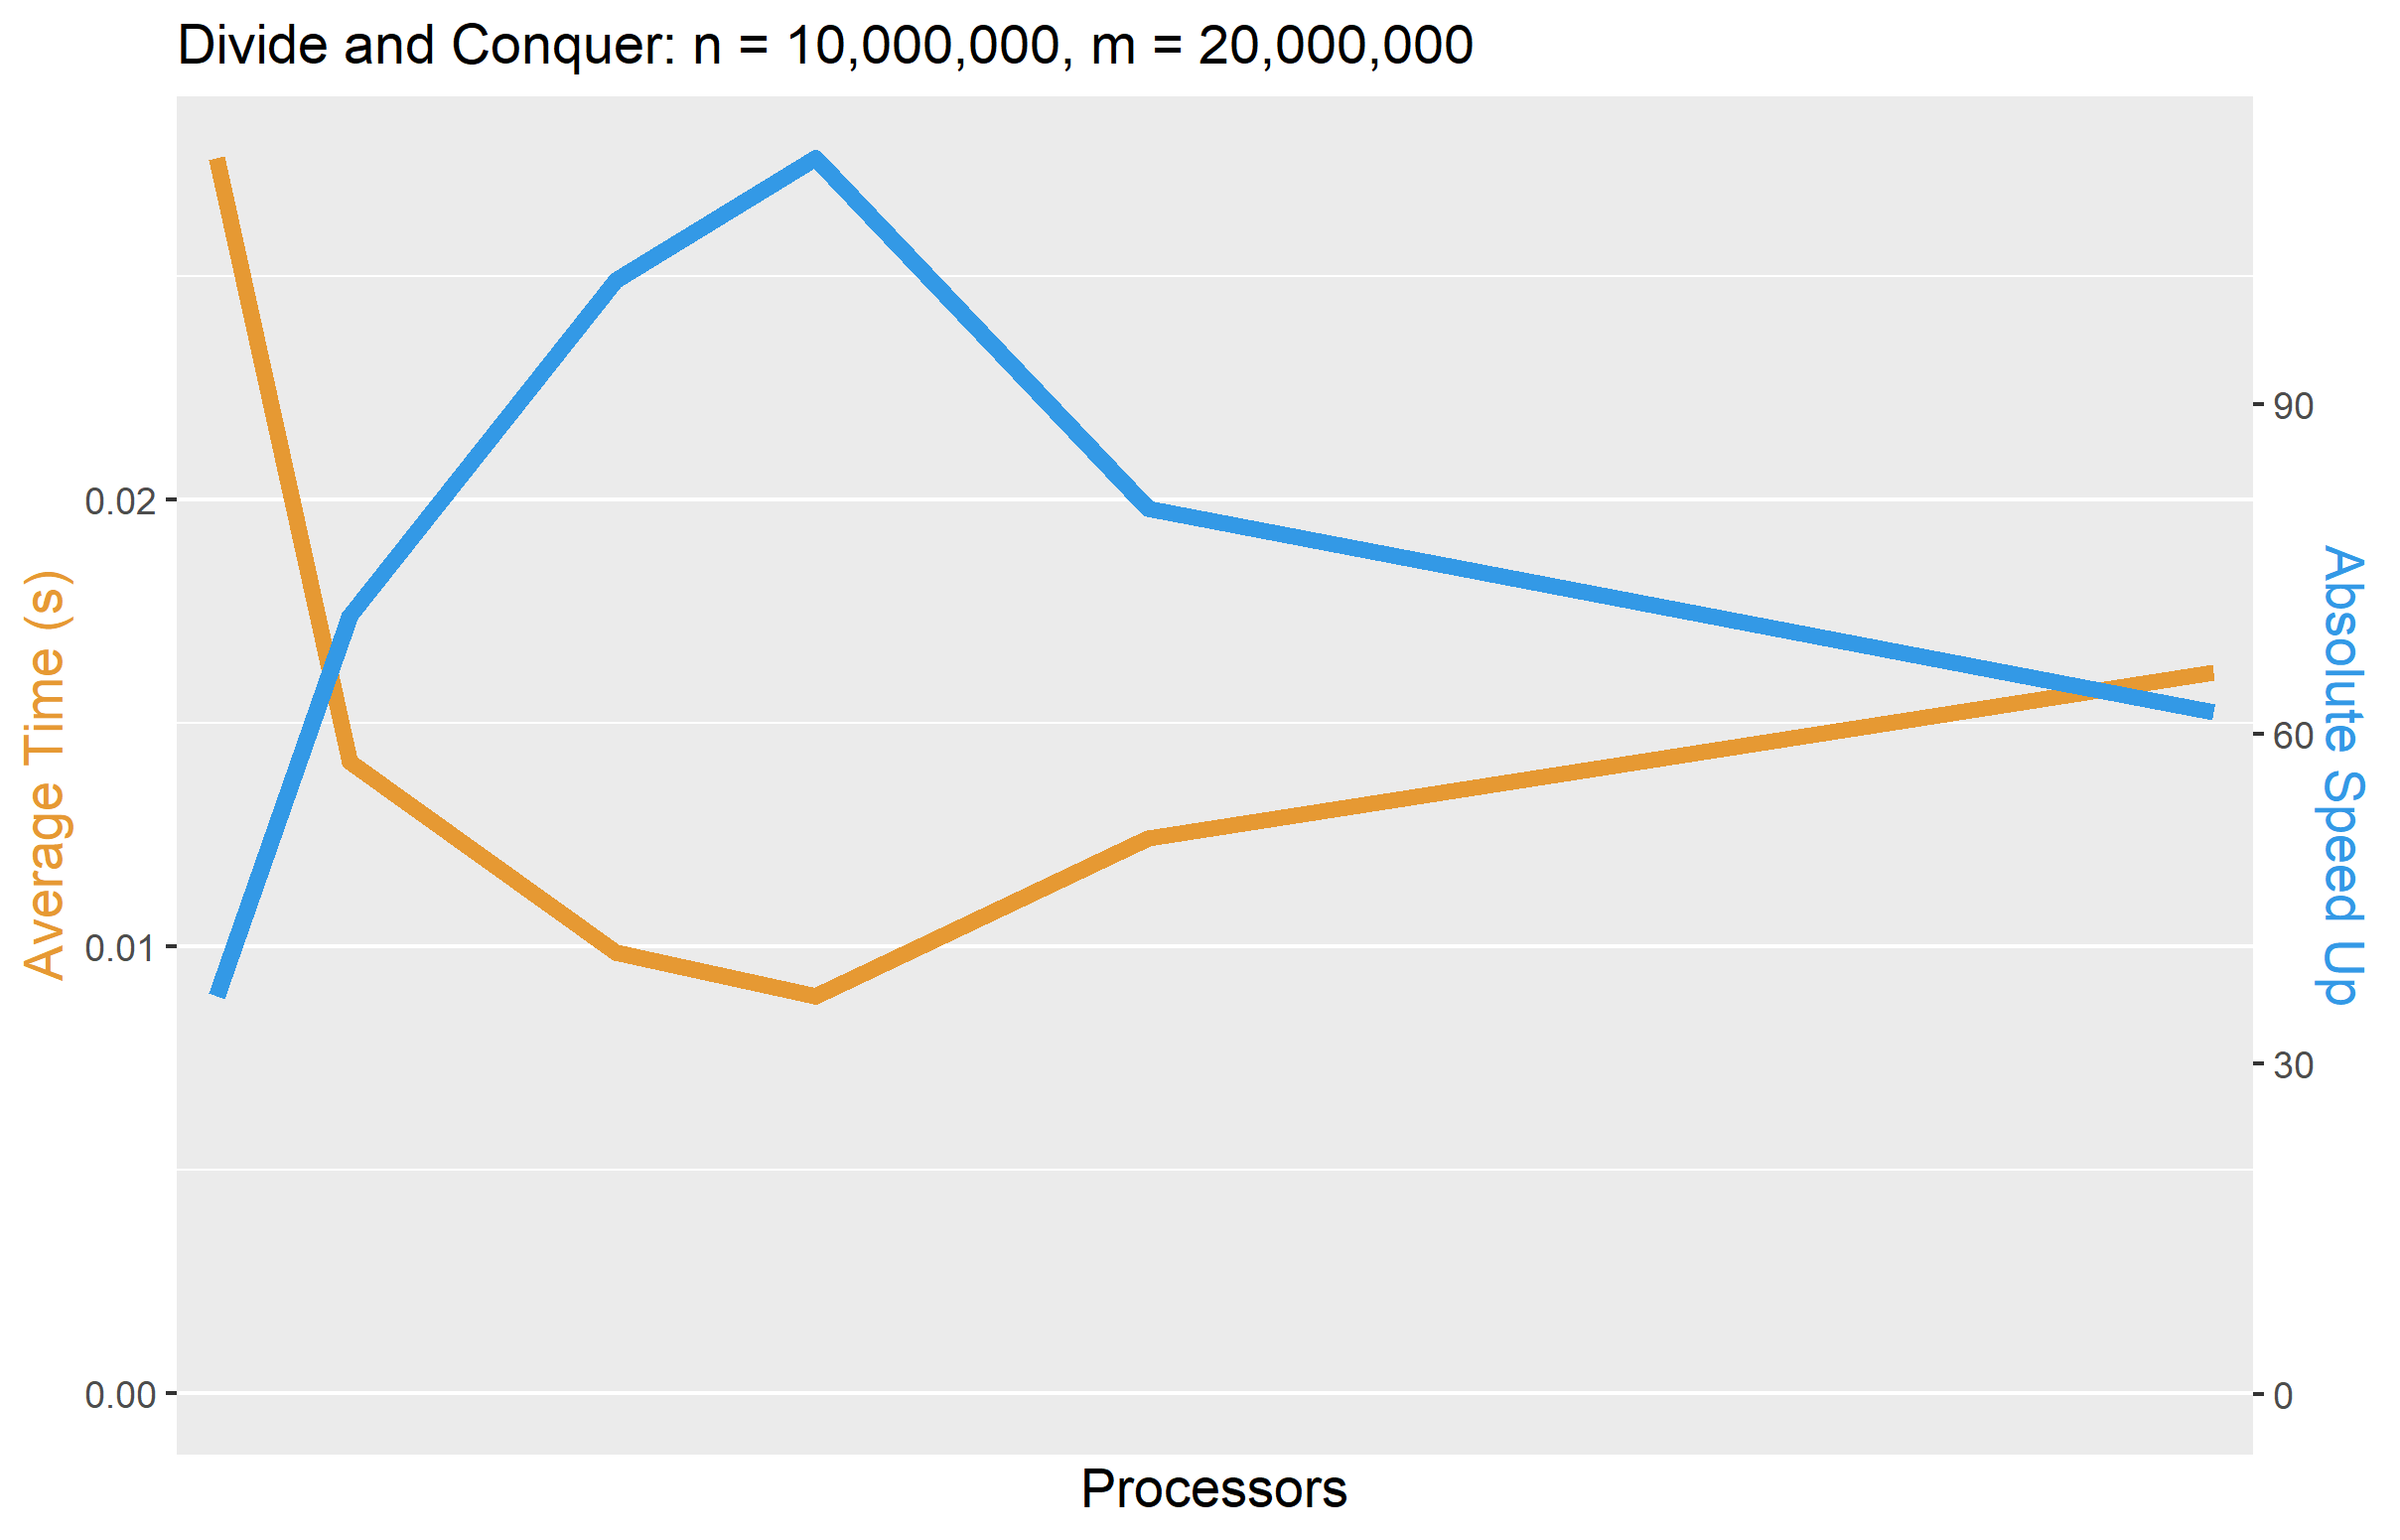 Divide and Conquer: n = 10,000,000, m = 20,000,000
Average Time (s)
0.02
0.01
0.00
90
60
30
0
Absolute Speed Up
Processors